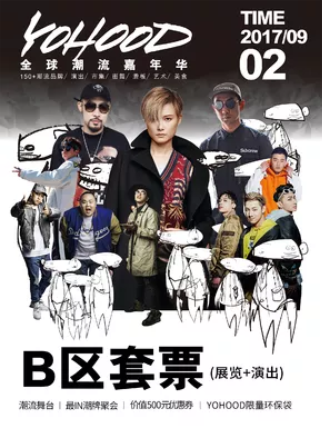 YOHOOD
全球潮流嘉年华
150+潮流品牌/演出/市集/街舞/滑板/艺术/美食
TIME
2017/09
02
B区套票 (展览+演出)
潮流舞台 | 最IN潮牌聚会 | 价值500元优惠券 | YOHOOD限量环保袋